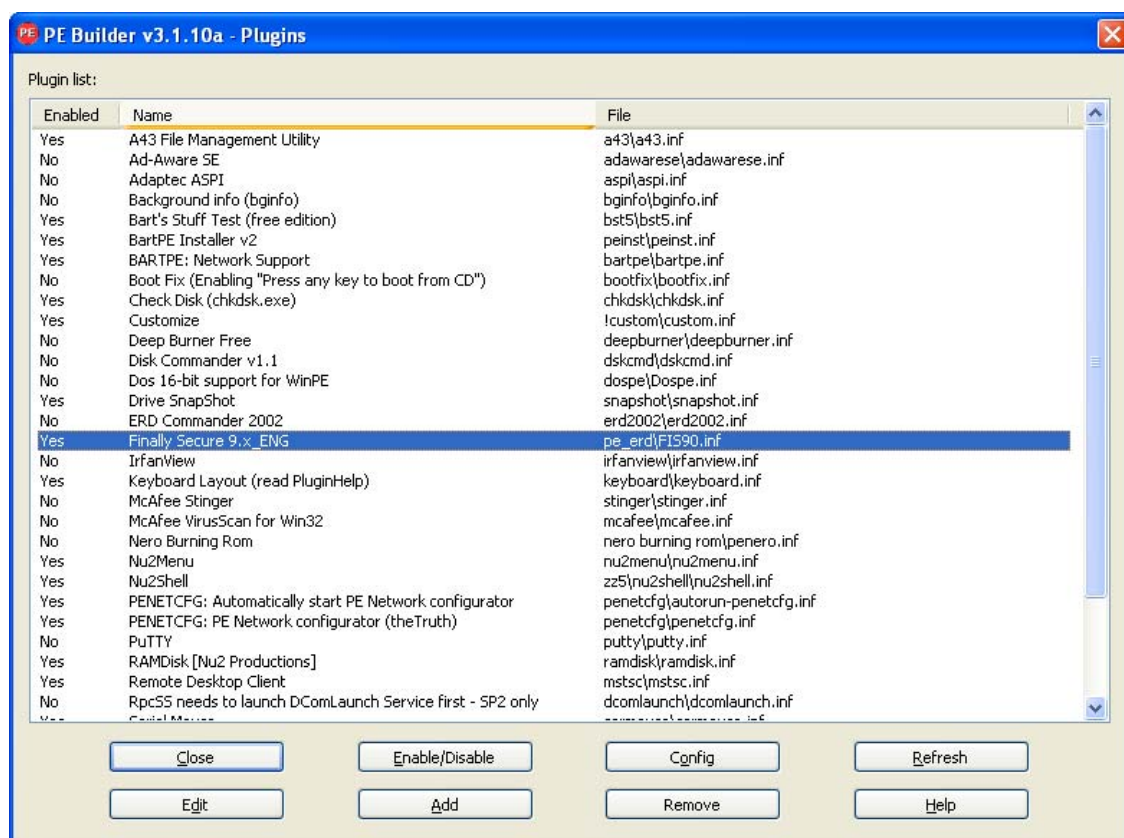 PE Builder v3.1.10a - Plugins
Plugin list:
Enabled Name File
Yes A43 File Management Utility a43\a43.inf
No Ad-Aware SE adawarese\adawarese.inf
No Adaptec ASPI aspi\aspi.inf
No Background info (bginfo) bginfo\bginfo.inf
Yes Bart's Stuff Test (free edition) bst5\bst5.inf
Yes BartPE Installer v2 peinst\peinst.inf
Yes BARTPE: Network Support bartpe\bartpe.inf
No Boot Fix (Enabling "Press any key to boot from CD") bootfix\bootfix.inf
Yes Check Disk (chkdsk.exe) chkdsk\chkdsk.inf
Yes Customize !custom\custom.inf
No Deep Burner Free deepburner\deepburner.inf
No Disk Commander v1.1 dskcmd\dskcmd.inf
No Dos 16-bit support for WinPE dospe\Dospe.inf
Yes Drive SnapShot snapshot\snapshot.inf
No ERD Commander 2002 erd2002\erd2002.inf
Yes Finally Secure 9.x_ENG pe_erd\FIS90.inf
No IrfanView irfanview\irfanview.inf
Yes Keyboard Layout (read PluginHelp) keyboard\keyboard.inf
No McAfee Stinger stinger\stinger.inf
No McAfee VirusScan for Win32 mcafee\mcafee.inf
No Nero Burning Rom nero burning rom\penero.inf
Yes Nu2Menu nu2menu\nu2menu.inf
Yes Nu2Shell zz5\nu2shell\nu2shell.inf
Yes PENETCFG: Automatically start PE Network configurator penetcfg\autorun-penetcfg.inf
Yes PENETCFG: PE Network configurator (theTruth) penetcfg\penetcfg.inf
No PuTTY putty\putty.inf
Yes RAMDisk [Nu2 Productions] ramdisk\ramdisk.inf
Yes Remote Desktop Client mstsc\mstsc.inf
No RpcSS needs to launch DComLaunch Service first - SP2 only dcomlaunch\dcomlaunch.inf
Close Enable/Disable Config Refresh
Edit Add Remove Help